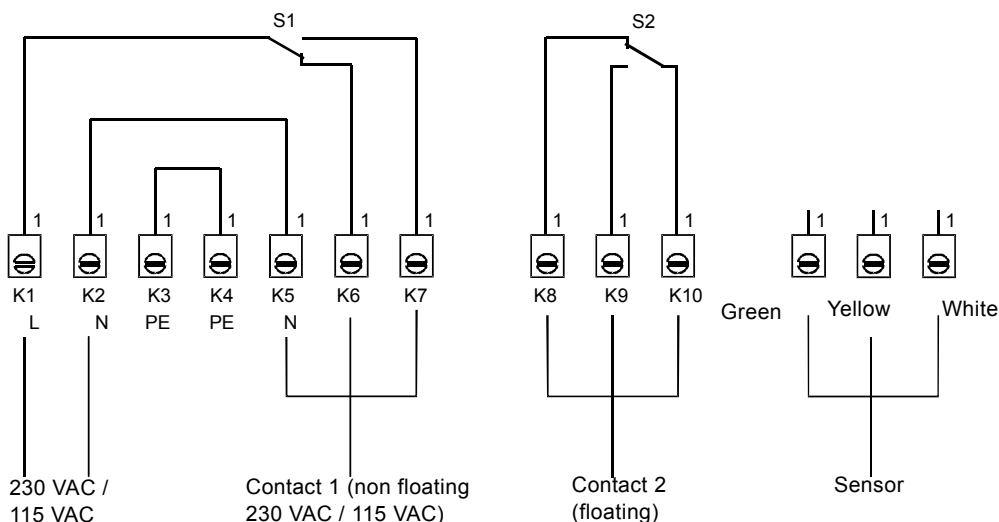 S1 S2
1 1 1 1 1 1 1 1 1 1 1 1 1
K1 K2 K3 K4 K5 K6 K7 K8 K9 K10
L N PE PE N
Green Yellow White
230 VAC / Contact 1 (non floating Contact 2 Sensor
115 VAC 230 VAC / 115 VAC) (floating)